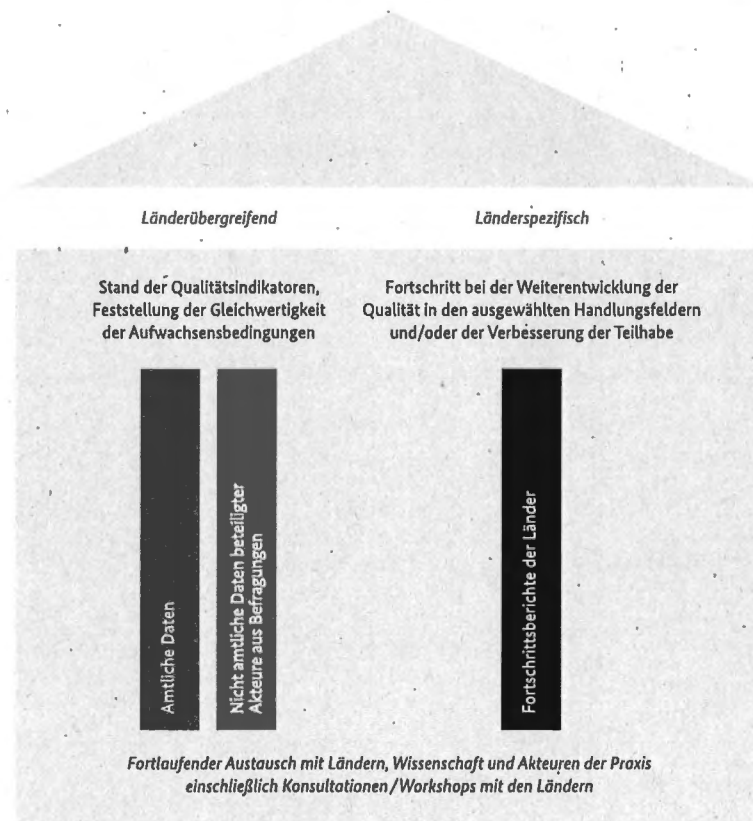 Länderübergreifend
Länderspezifisch
Stand der Qualitätsindikatoren,
Feststellung der Gleichwertigkeit
der Aufwachsensbedingungen
Fortschritt bei der Weiterentwicklung der
Qualität in den ausgewählten Handlungsfeldern
und/oder der Verbesserung der Teilhabe
Amtliche Daten
Nicht amtliche Daten beteiligter
Akteure aus Befragungen
Fortschrittsberichte der Länder
Fortlaufender Austausch mit Ländern, Wissenschaft und Akteuren der Praxis
einschließlich Konsultationen/Workshops mit den Ländern